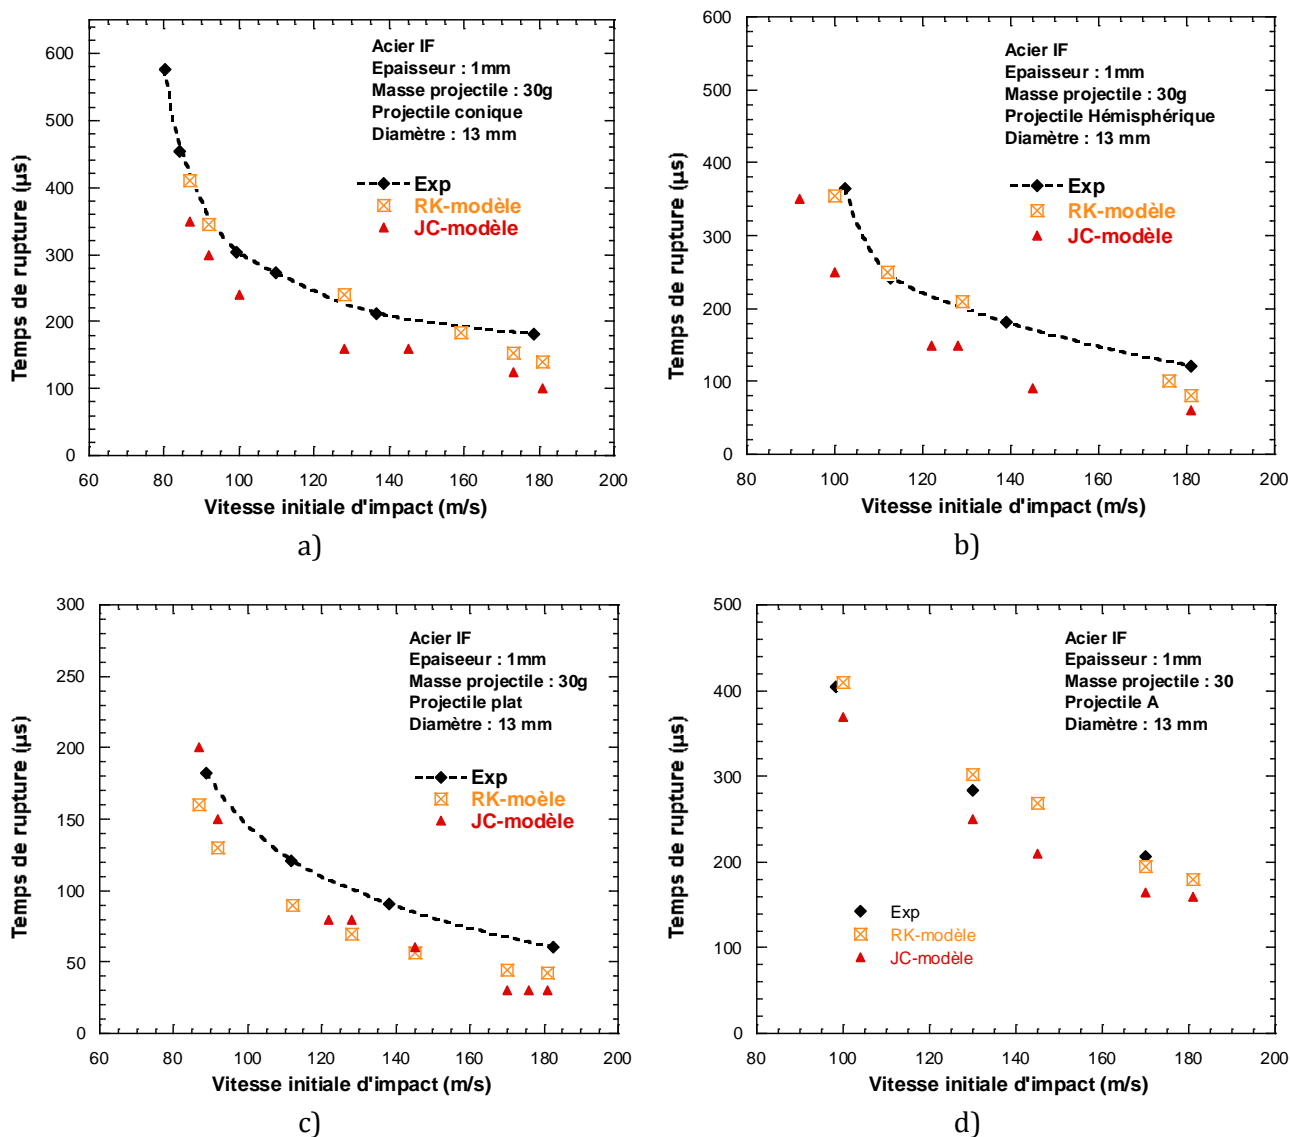 Acier IF
Epaisseur : 1mm
Masse projectile : 30g
Projectile conique
Diamètre : 13 mm
Exp
RK-modèle
JC-modèle
Temps de rupture (µs)
600
500
400
300
200
100
0
60 80 100 120 140 160 180 200
Vitesse initiale d'impact (m/s)
a)
Acier IF
Epaisseur : 1mm
Masse projectile : 30g
Projectile Hémisphérique
Diamètre : 13 mm
Exp
RK-modèle
JC-modèle
Temps de rupture (µs)
600
500
400
300
200
100
0
80 100 120 140 160 180 200
Vitesse initiale d'impact (m/s)
b)
Acier IF
Epaiseeur : 1mm
Masse projectile : 30g
Projectile plat
Diamètre : 13 mm
Exp
RK-moèle
JC-modèle
Temps de rupture (µs)
300
250
200
150
100
50
0
60 80 100 120 140 160 180 200
Vitesse initiale d'impact (m/s)
c)
Acier IF
Epaisseur : 1mm
Masse projectile : 30
Projectile A
Diamètre : 13 mm
Exp
RK-modèle
JC-modèle
Temps de rupture (µs)
500
400
300
200
100
0
80 100 120 140 160 180 200
Vitesse initiale d'impact (m/s)
d)